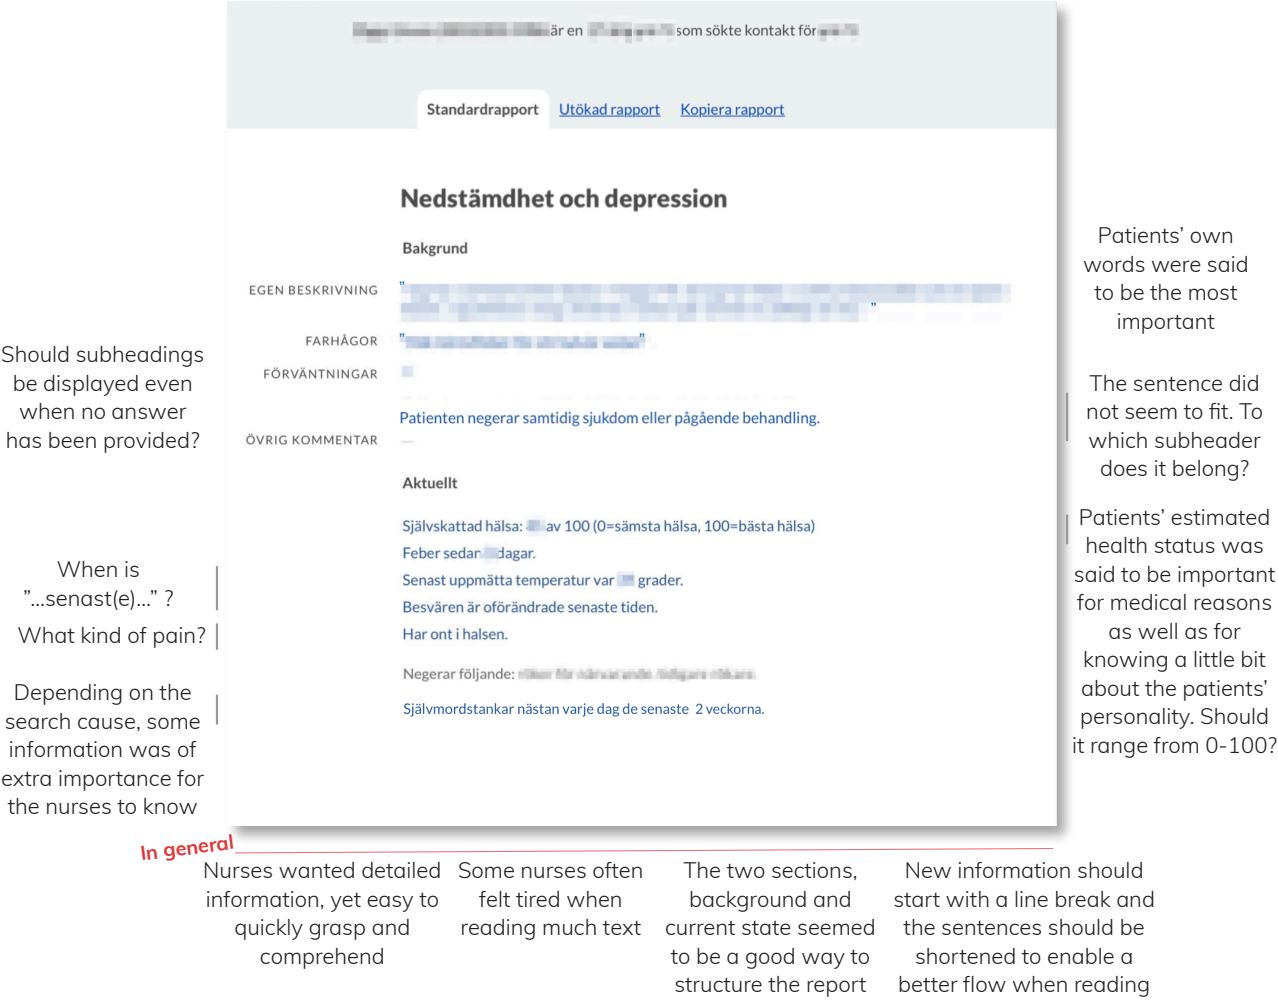 är en som sökte kontakt för
Standardrapport Utökad rapport Kopiera rapport
Nedstämdhet och depression
Bakgrund
EGEN BESKRIVNING " "
FARHÅGOR " "
FÖRVÄNTNINGAR
Patienten negerar samtidig sjukdom eller pågående behandling.
ÖVRIG KOMMENTAR —
Aktuellt
Självskattad hälsa: av 100 (0=sämsta hälsa, 100=bästa hälsa)
Feber sedan dagar.
Senast uppmätta temperatur var grader.
Besvären är oförändrade senaste tiden.
Har ont i halsen.
Negerar följande:
Självmordstankar nästan varje dag de senaste 2 veckorna.
Should subheadings
be displayed even
when no answer
has been provided?
When is
”...senast(e)...” ?
What kind of pain?
Depending on the
search cause, some
information was of
extra importance for
the nurses to know
Patients’ own
words were said
to be the most
important
The sentence did
not seem to fit. To
which subheader
does it belong?
Patients’ estimated
health status was
said to be important
for medical reasons
as well as for
knowing a little bit
about the patients’
personality. Should
it range from 0-100?
In general
Nurses wanted detailed
information, yet easy to
quickly grasp and
comprehend
Some nurses often
felt tired when
reading much text
The two sections,
background and
current state seemed
to be a good way to
structure the report
New information should
start with a line break and
the sentences should be
shortened to enable a
better flow when reading